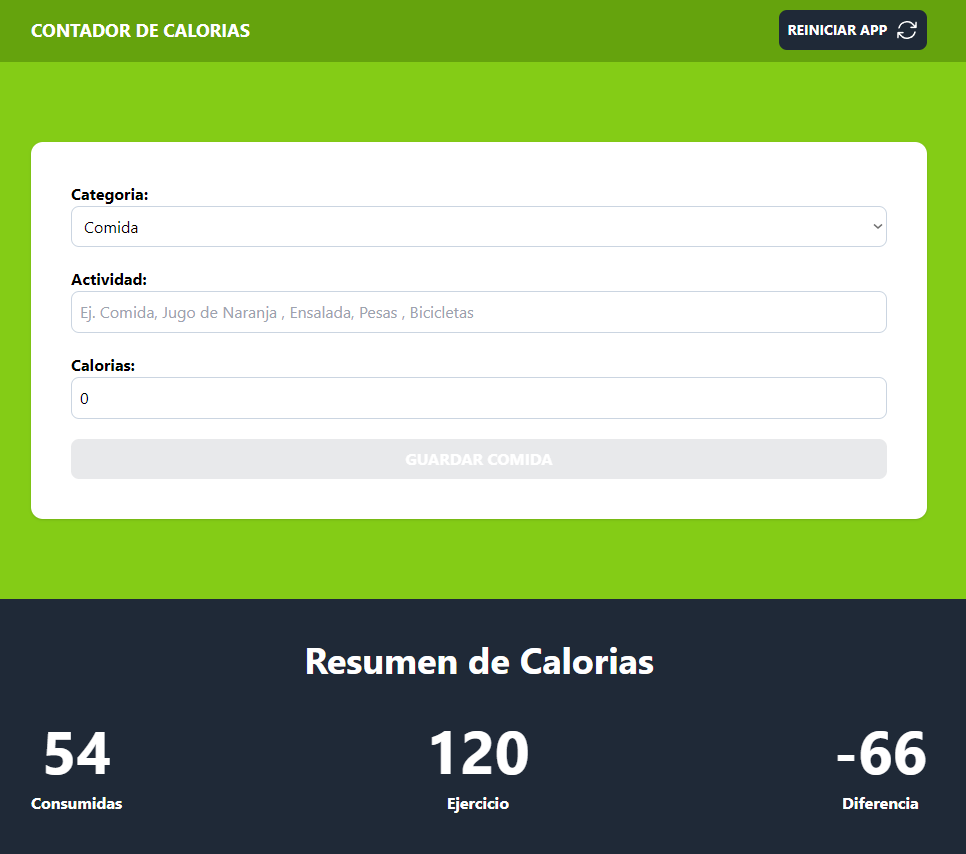 CONTADOR DE CALORIAS
REINICIAR APP
Categoria:
Comida
Actividad:
Ej. Comida, Jugo de Naranja , Ensalada, Pesas , Bicicletas
Calorias:
0
GUARDAR COMIDA
Resumen de Calorias
54 120 -66
Consumidas Ejercicio Diferencia